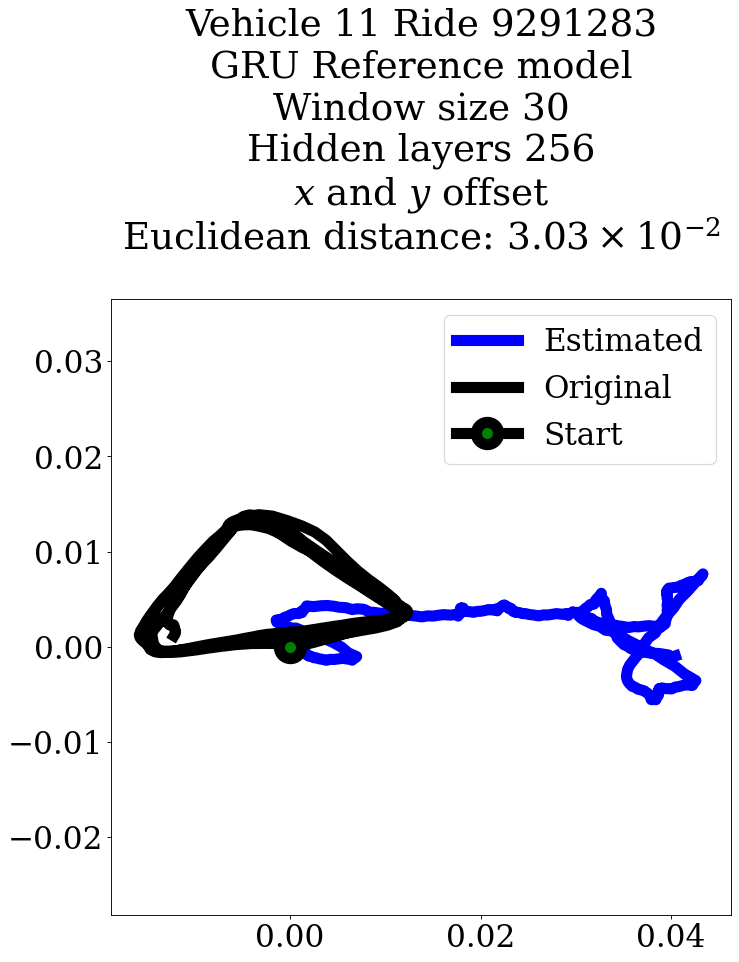 Vehicle 11 Ride 9291283
GRU Reference model
Window size 30
Hidden layers 256
x and y offset
Euclidean distance: 3.03 × 10⁻²
Estimated
Original
Start
0.03
0.02
0.01
0.00
−0.01
−0.02
0.00 0.02 0.04